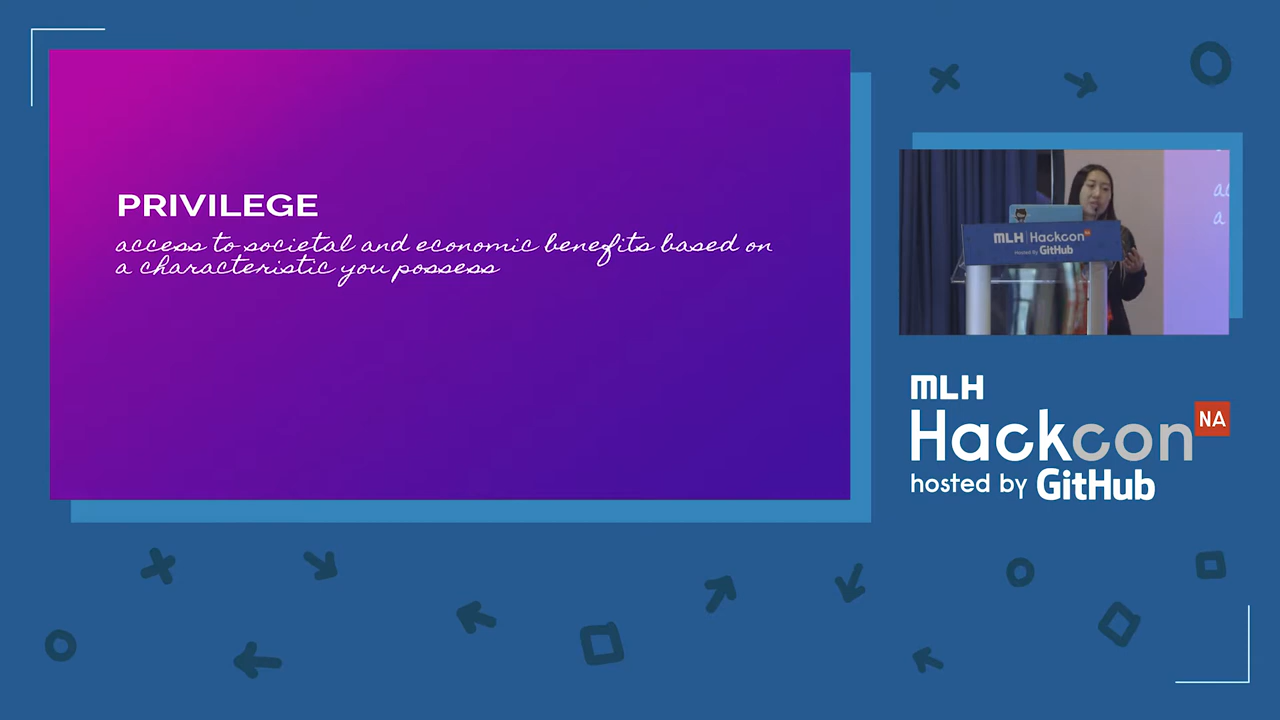 PRIVILEGE
access to societal and economic benefits based on
a characteristic you possess
a
MLH Hackcon NA
Hosted by GitHub
MLH
Hackcon NA
hosted by GitHub